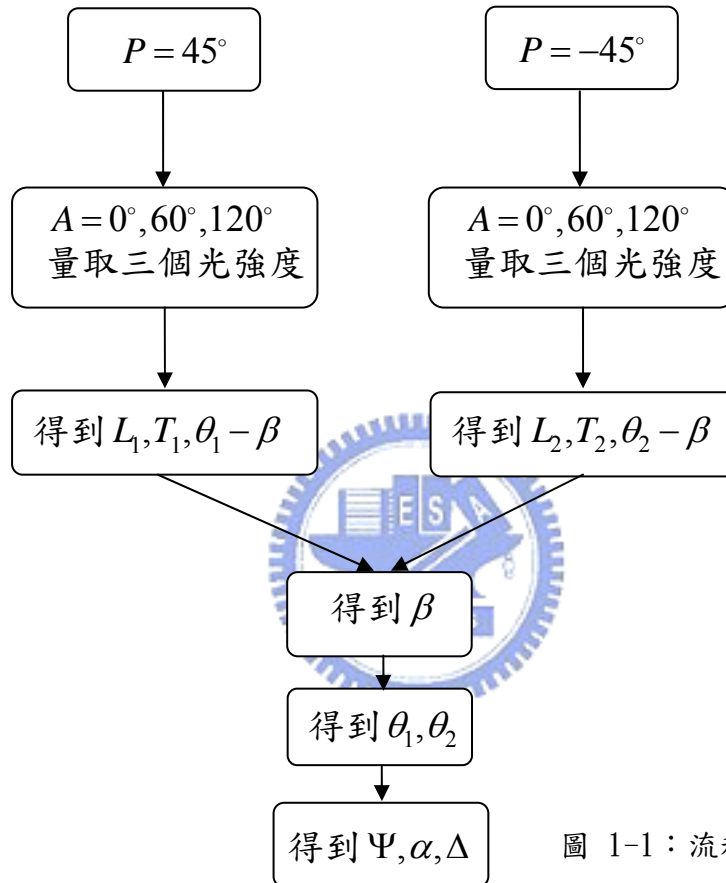 P = 45°
P = −45°
A = 0°,60°,120°
量取三個光強度
A = 0°,60°,120°
量取三個光強度
得到 L₁,T₁,θ₁ − β
得到 L₂,T₂,θ₂ − β
E S A
得到 β
得到 θ₁,θ₂
得到 Ψ,α,Δ
圖 1-1：流